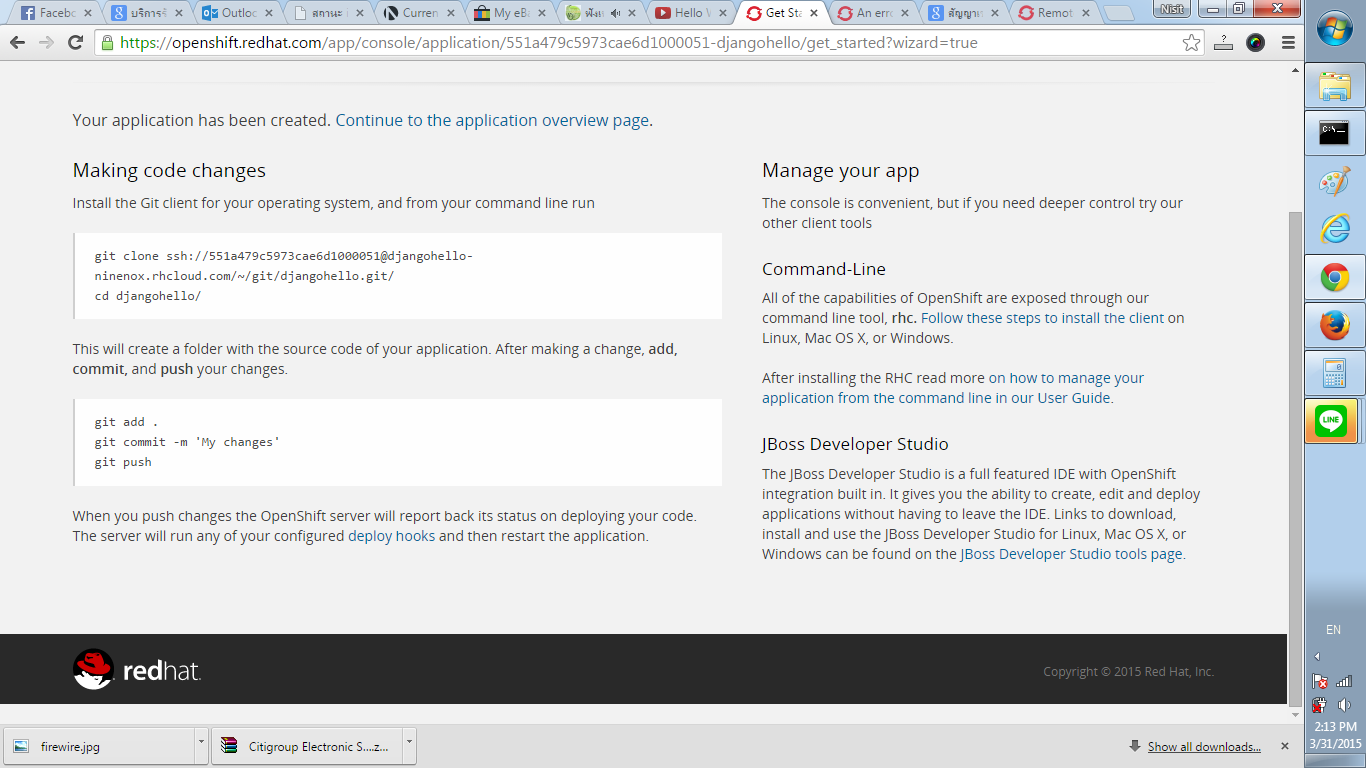 Faceb
บริการรั
Outloo
สถานะ
Curren
My eBa
ฟังเ
Hello V
Get Sta
An erro
สัญญาเ
Remot
Nisit
https://openshift.redhat.com/app/console/application/551a479c5973cae6d1000051-djangohello/get_started?wizard=true
Your application has been created. Continue to the application overview page.
Making code changes
Install the Git client for your operating system, and from your command line run
git clone ssh://551a479c5973cae6d1000051@djangohello-
ninenox.rhcloud.com/~/git/djangohello.git/
cd djangohello/
This will create a folder with the source code of your application. After making a change, add,
commit, and push your changes.
git add .
git commit -m 'My changes'
git push
When you push changes the OpenShift server will report back its status on deploying your code.
The server will run any of your configured deploy hooks and then restart the application.
Manage your app
The console is convenient, but if you need deeper control try our
other client tools
Command-Line
All of the capabilities of OpenShift are exposed through our
command line tool, rhc. Follow these steps to install the client on
Linux, Mac OS X, or Windows.
After installing the RHC read more on how to manage your
application from the command line in our User Guide.
JBoss Developer Studio
The JBoss Developer Studio is a full featured IDE with OpenShift
integration built in. It gives you the ability to create, edit and deploy
applications without having to leave the IDE. Links to download,
install and use the JBoss Developer Studio for Linux, Mac OS X, or
Windows can be found on the JBoss Developer Studio tools page.
redhat.
Copyright © 2015 Red Hat, Inc.
firewire.jpg
Citigroup Electronic S....z...
Show all downloads...
C:\
LINE
EN
2:13 PM
3/31/2015